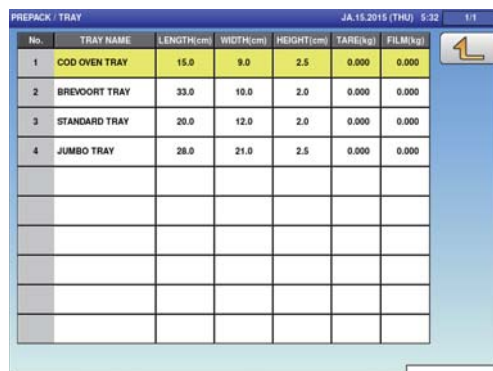 PREPACK / TRAY JA.15.2015 (THU) 5:32 1/1
No. TRAY NAME LENGTH(cm) WIDTH(cm) HEIGHT(cm) TARE(kg) FILM(kg)
1 COD OVEN TRAY 15.0 9.0 2.5 0.000 0.000
2 BREVOORT TRAY 33.0 10.0 2.0 0.000 0.000
3 STANDARD TRAY 20.0 12.0 2.0 0.000 0.000
4 JUMBO TRAY 28.0 21.0 2.5 0.000 0.000